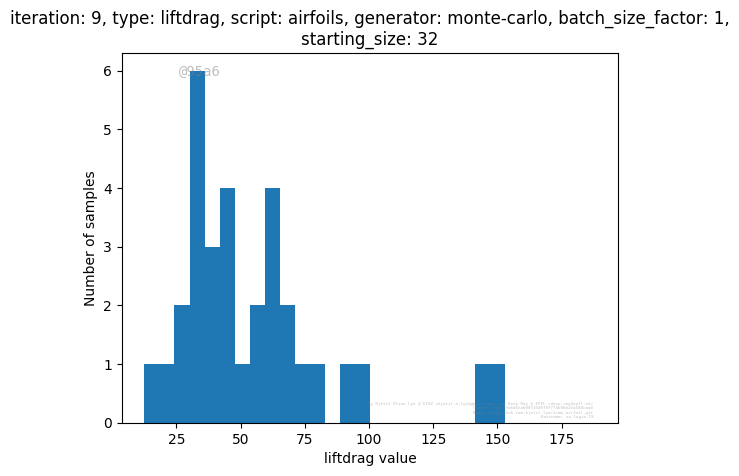 iteration: 9, type: liftdrag, script: airfoils, generator: monte-carlo, batch_size_factor: 1,
starting_size: 32
@95a6
6
5
4
3
2
1
0
Number of samples
25 50 75 100 125 150 175
liftdrag value